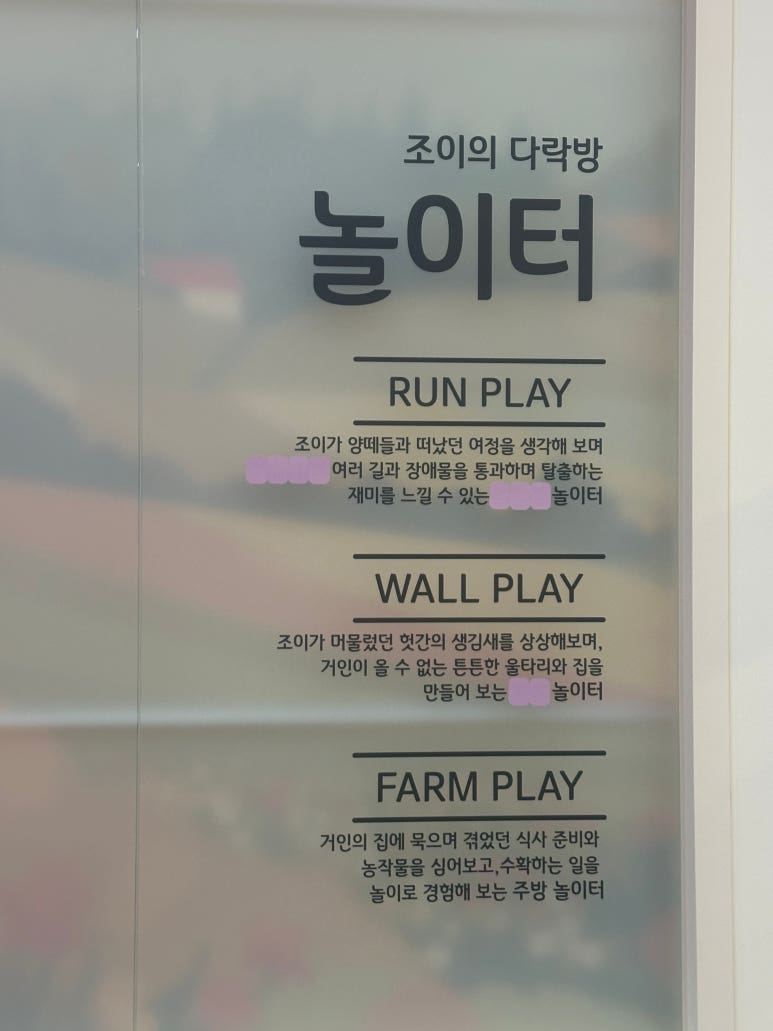 조이의 다락방
놀이터
RUN PLAY
조이가 양떼들과 떠났던 여정을 생각해 보며
여러 길과 장애물을 통과하며 탈출하는
재미를 느낄 수 있는 놀이터
WALL PLAY
조이가 머물렀던 헛간의 생김새를 상상해보며,
거인이 올 수 없는 튼튼한 울타리와 집을
만들어 보는 놀이터
FARM PLAY
거인의 집에 묵으며 겪었던 식사 준비와
농작물을 심어보고,수확하는 일을
놀이로 경험해 보는 주방 놀이터